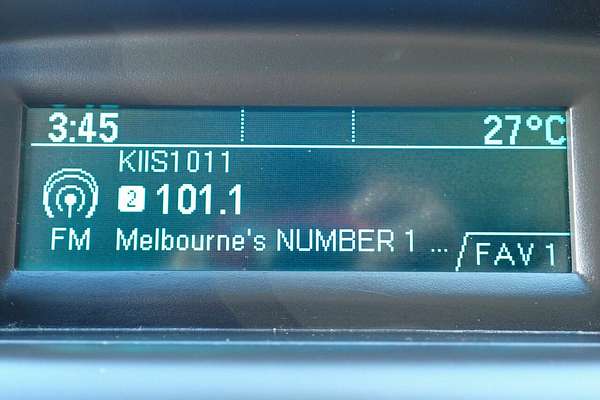 3:45 27°C
KIIS1011
2 101.1
FM Melbourne's NUMBER 1 ... FAV 1